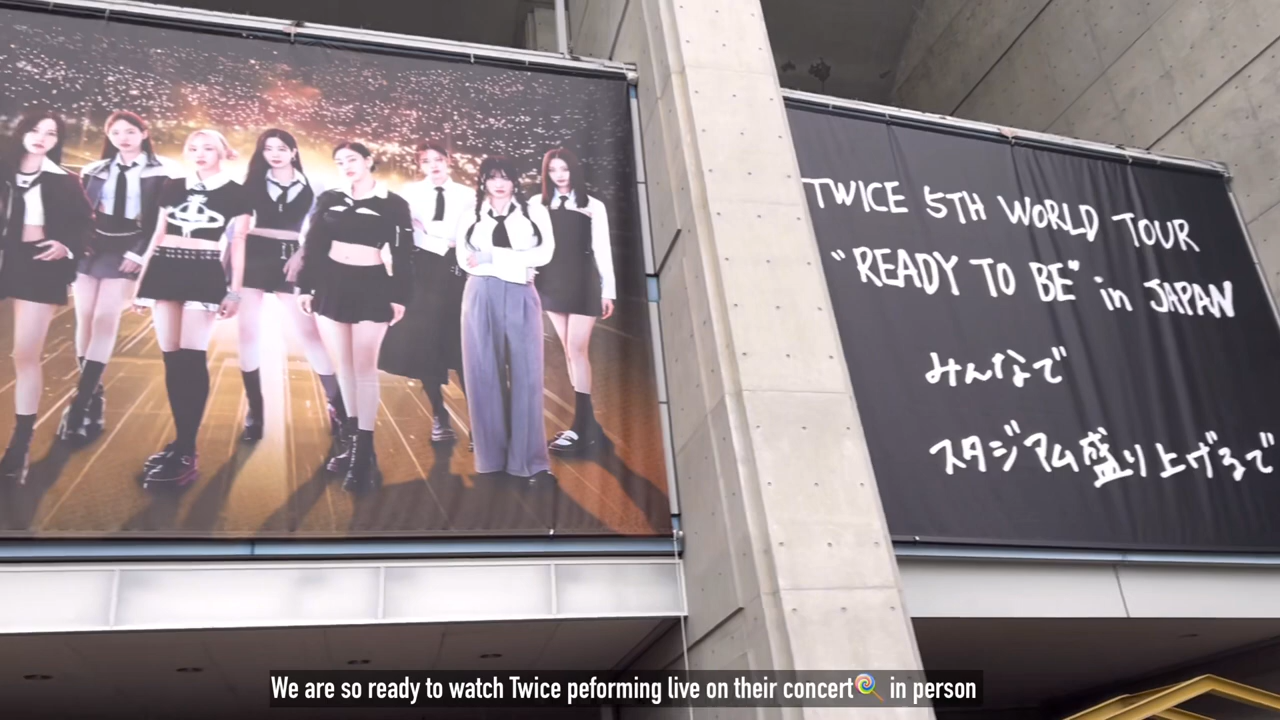 TWICE 5TH WORLD TOUR
"READY TO BE" in JAPAN
みんなで
スタジアム盛り上げるで
We are so ready to watch Twice peforming live on their concert🍭 in person